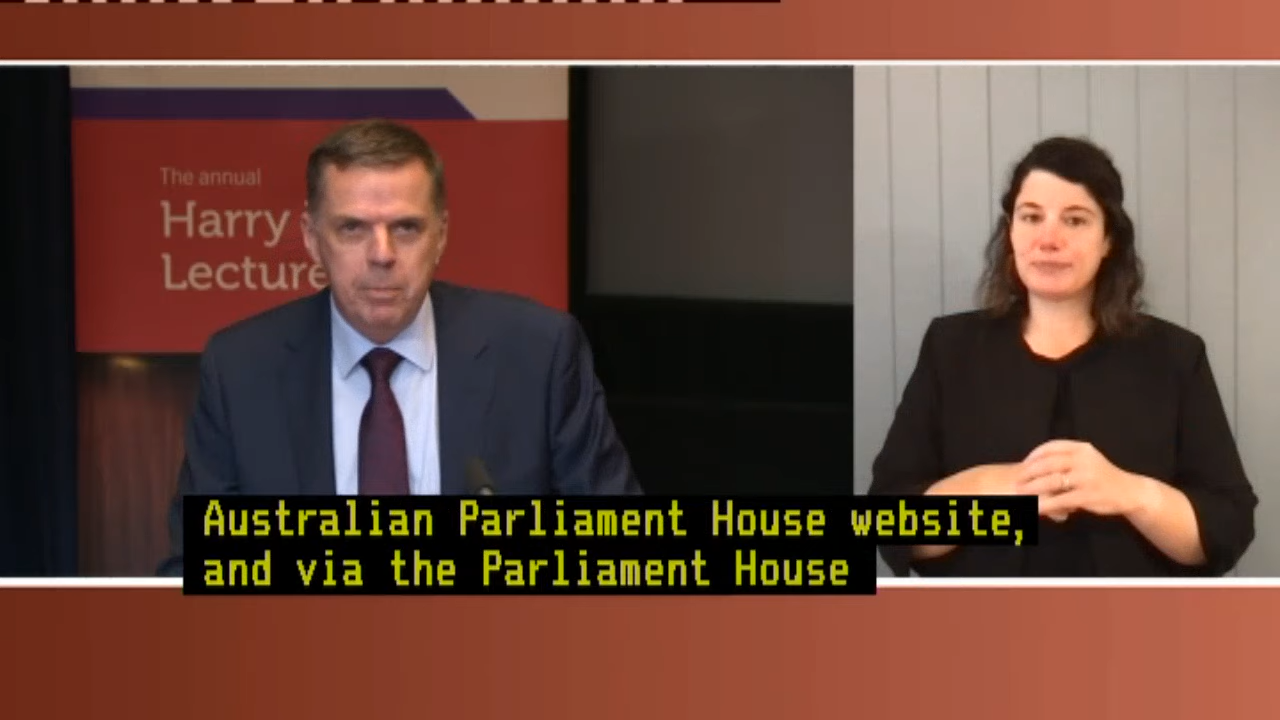 The annual
Harry
Lecture
Australian Parliament House website,
and via the Parliament House